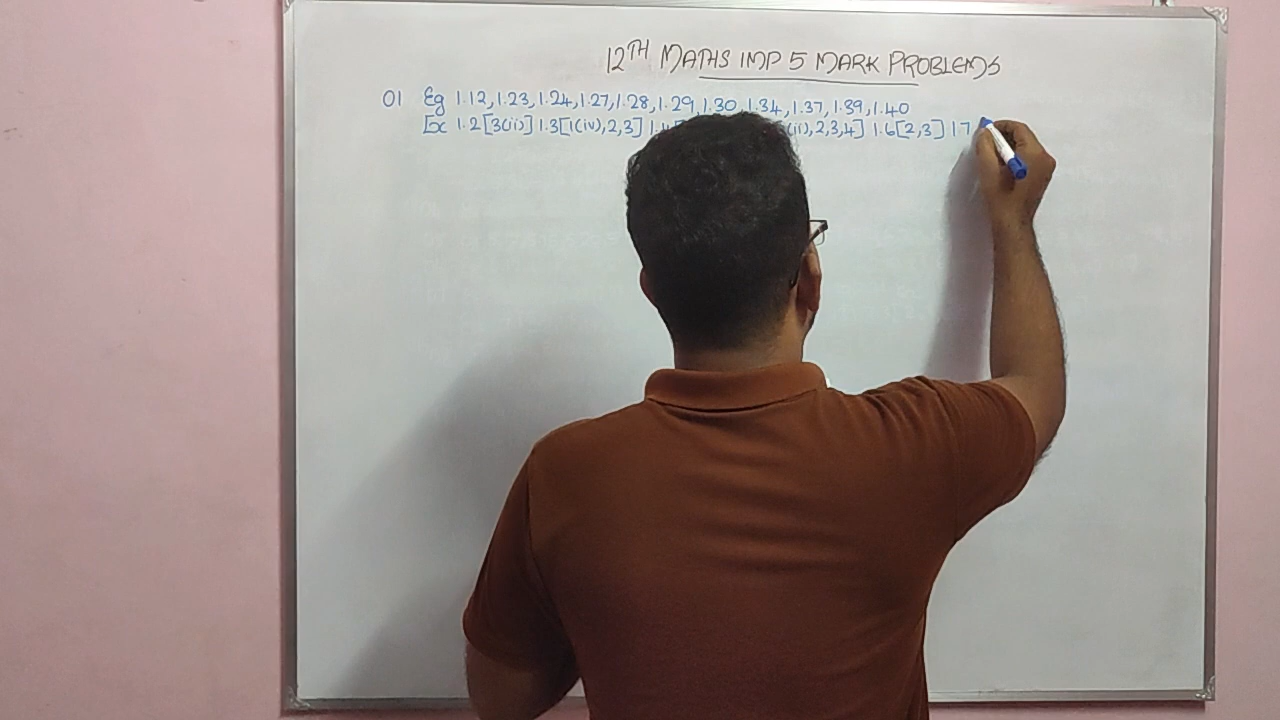 12TH MATHS IMP 5 MARK PROBLEMS
01 Eg 1.12, 1.23, 1.24, 1.27, 1.28, 1.29, 1.30, 1.34, 1.37, 1.39, 1.40
Ex 1.2[3(ii)] 1.3[1(iv),2,3] (ii),2,3,4] 1.6[2,3] 1 7